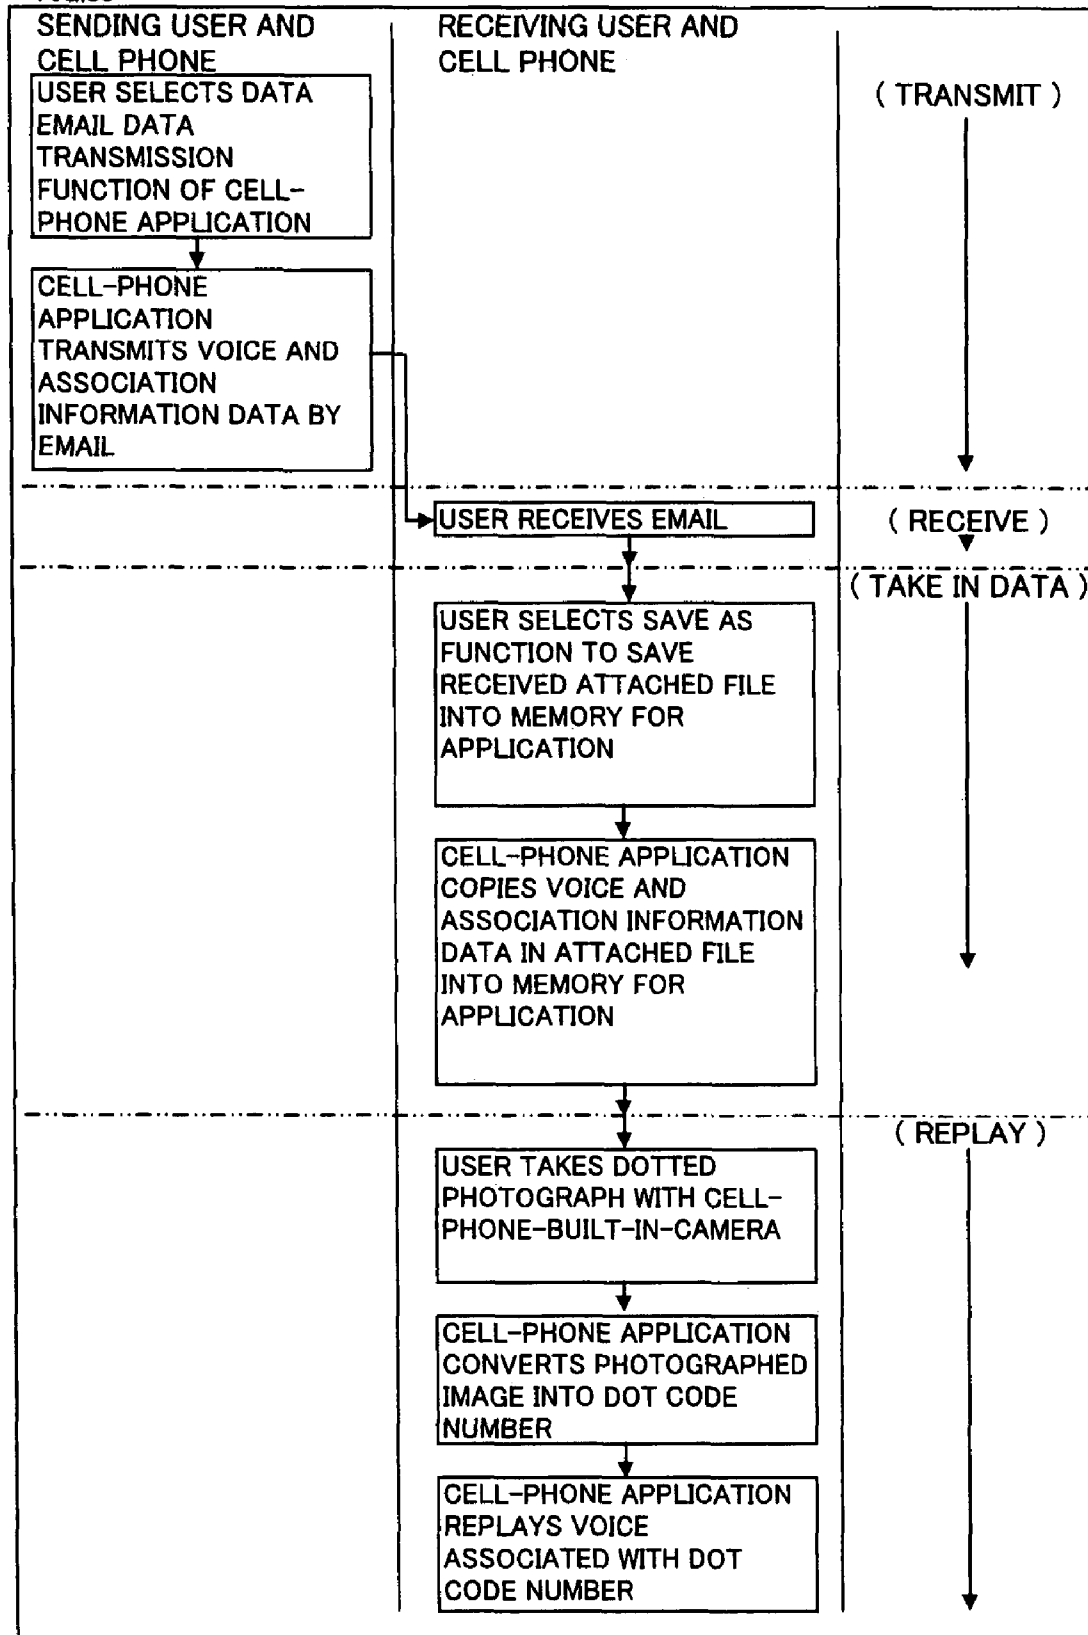 SENDING USER AND
CELL PHONE
RECEIVING USER AND
CELL PHONE
USER SELECTS DATA
EMAIL DATA
TRANSMISSION
FUNCTION OF CELL-
PHONE APPLICATION
( TRANSMIT )
CELL-PHONE
APPLICATION
TRANSMITS VOICE AND
ASSOCIATION
INFORMATION DATA BY
EMAIL
USER RECEIVES EMAIL
( RECEIVE )
( TAKE IN DATA )
USER SELECTS SAVE AS
FUNCTION TO SAVE
RECEIVED ATTACHED FILE
INTO MEMORY FOR
APPLICATION
CELL-PHONE APPLICATION
COPIES VOICE AND
ASSOCIATION INFORMATION
DATA IN ATTACHED FILE
INTO MEMORY FOR
APPLICATION
( REPLAY )
USER TAKES DOTTED
PHOTOGRAPH WITH CELL-
PHONE-BUILT-IN-CAMERA
CELL-PHONE APPLICATION
CONVERTS PHOTOGRAPHED
IMAGE INTO DOT CODE
NUMBER
CELL-PHONE APPLICATION
REPLAYS VOICE
ASSOCIATED WITH DOT
CODE NUMBER